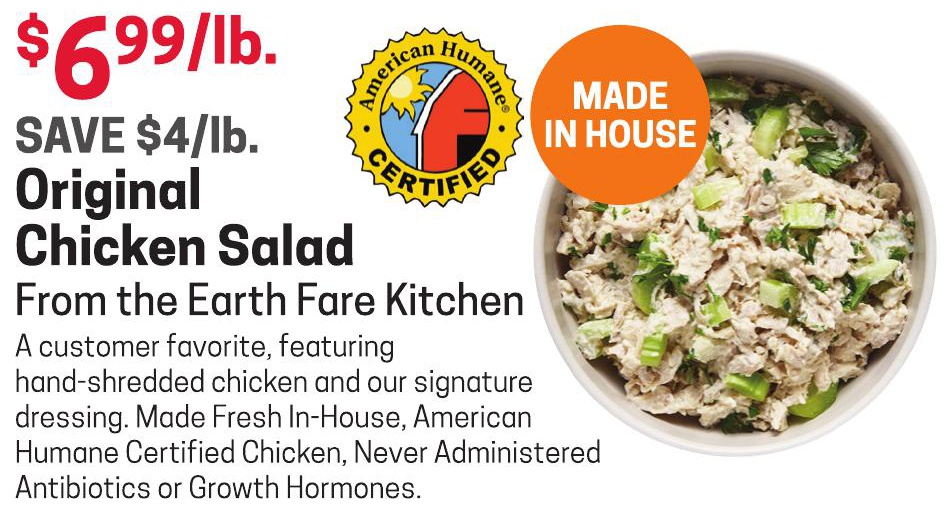 $6.99/lb.
SAVE $4/lb.
Original
Chicken Salad
From the Earth Fare Kitchen
A customer favorite, featuring
hand-shredded chicken and our signature
dressing. Made Fresh In-House, American
Humane Certified Chicken, Never Administered
Antibiotics or Growth Hormones.
American Humane®
CERTIFIED
MADE
IN HOUSE